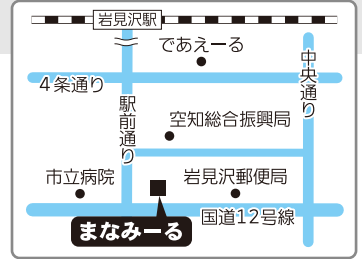 岩見沢駅
であえーる
4条通り
中央通り
駅前通り
空知総合振興局
市立病院
岩見沢郵便局
国道12号線
まなみーる